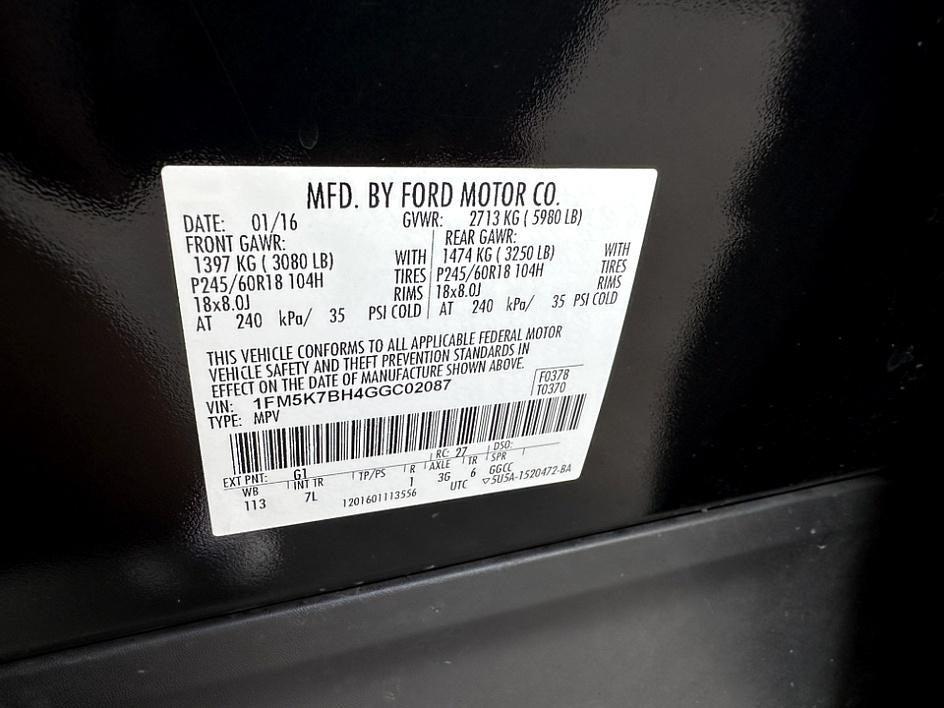 MFD. BY FORD MOTOR CO.
DATE: 01/16 GVWR: 2713 KG ( 5980 LB)
FRONT GAWR: REAR GAWR:
1397 KG ( 3080 LB) WITH 1474 KG ( 3250 LB) WITH
P245/60R18 104H TIRES P245/60R18 104H TIRES
18x8.0J RIMS 18x8.0J RIMS
AT 240 kPa/ 35 PSI COLD AT 240 kPa/ 35 PSI COLD
THIS VEHICLE CONFORMS TO ALL APPLICABLE FEDERAL MOTOR
VEHICLE SAFETY AND THEFT PREVENTION STANDARDS IN
EFFECT ON THE DATE OF MANUFACTURE SHOWN ABOVE.
VIN: 1FM5K7BH4GGC02087 F0378
TYPE: MPV T0370
EXT PNT: G1 RC: 27 DSO:
WB INT TR TP/PS R AXLE TR SPR
113 7L 1 3G 6 GGCC
1201601113556 UTC ▽5U5A-1520472-BA